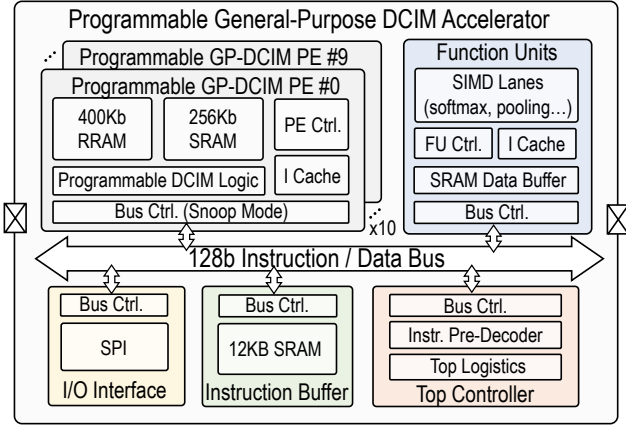 Programmable General-Purpose DCIM Accelerator
Programmable GP-DCIM PE #9
Programmable GP-DCIM PE #0
400Kb
RRAM
256Kb
SRAM
PE Ctrl.
Programmable DCIM Logic
I Cache
Bus Ctrl. (Snoop Mode)
x10
Function Units
SIMD Lanes
(softmax, pooling…)
FU Ctrl.
I Cache
SRAM Data Buffer
Bus Ctrl.
128b Instruction / Data Bus
Bus Ctrl.
SPI
I/O Interface
Bus Ctrl.
12KB SRAM
Instruction Buffer
Bus Ctrl.
Instr. Pre-Decoder
Top Logistics
Top Controller